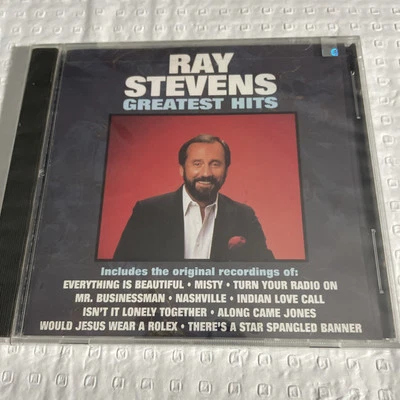 RAY
STEVENS
GREATEST HITS
Includes the original recordings of:
EVERYTHING IS BEAUTIFUL • MISTY • TURN YOUR RADIO ON
MR. BUSINESSMAN • NASHVILLE • INDIAN LOVE CALL
ISN'T IT LONELY TOGETHER • ALONG CAME JONES
WOULD JESUS WEAR A ROLEX • THERE'S A STAR SPANGLED BANNER